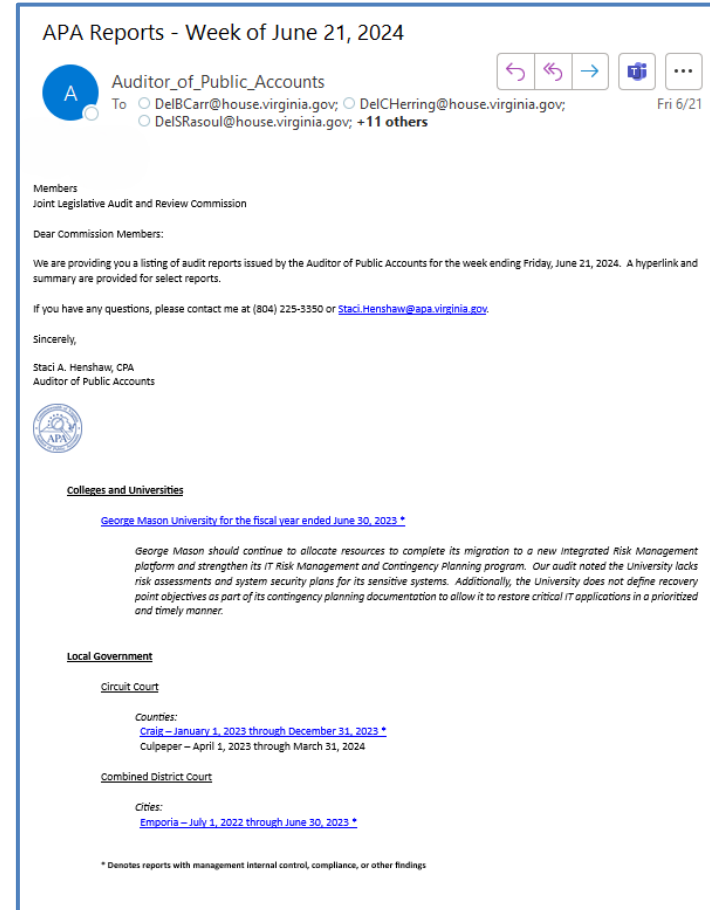 APA Reports - Week of June 21, 2024
A
Auditor_of_Public_Accounts
To DelBCarr@house.virginia.gov; DelCHerring@house.virginia.gov;
DelSRasoul@house.virginia.gov; +11 others
Fri 6/21
Members
Joint Legislative Audit and Review Commission
Dear Commission Members:
We are providing you a listing of audit reports issued by the Auditor of Public Accounts for the week ending Friday, June 21, 2024. A hyperlink and
summary are provided for select reports.
If you have any questions, please contact me at (804) 225-3350 or Staci.Henshaw@apa.virginia.gov.
Sincerely,
Staci A. Henshaw, CPA
Auditor of Public Accounts
APA
Colleges and Universities
George Mason University for the fiscal year ended June 30, 2023 *
George Mason should continue to allocate resources to complete its migration to a new Integrated Risk Management
platform and strengthen its IT Risk Management and Contingency Planning program. Our audit noted the University lacks
risk assessments and system security plans for its sensitive systems. Additionally, the University does not define recovery
point objectives as part of its contingency planning documentation to allow it to restore critical IT applications in a prioritized
and timely manner.
Local Government
Circuit Court
Counties:
Craig – January 1, 2023 through December 31, 2023 *
Culpeper – April 1, 2023 through March 31, 2024
Combined District Court
Cities:
Emporia – July 1, 2022 through June 30, 2023 *
* Denotes reports with management internal control, compliance, or other findings